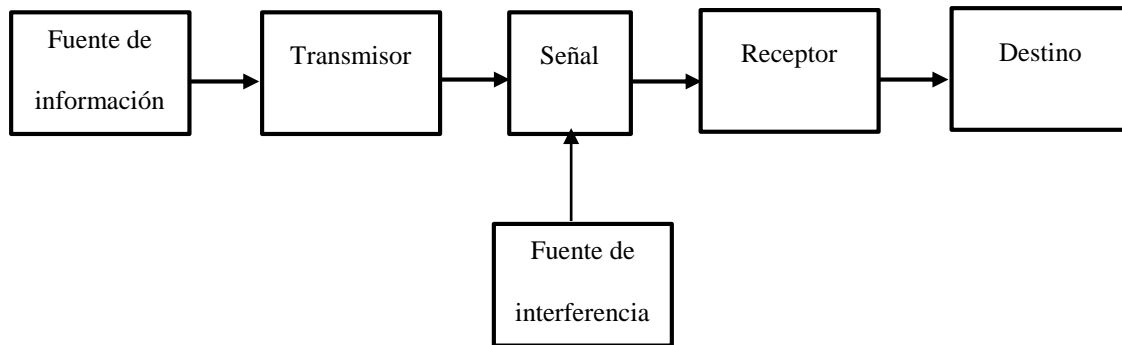 Fuente de
información
Transmisor
Señal
Receptor
Destino
Fuente de
interferencia